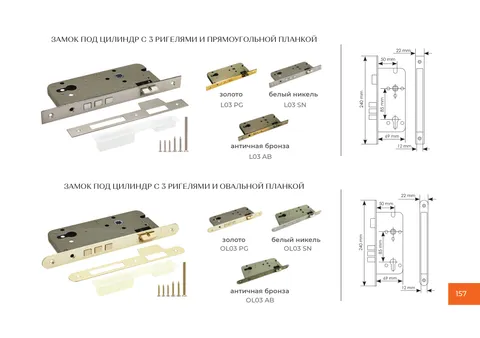 ЗАМОК ПОД ЦИЛИНДР С 3 РИГЕЛЯМИ И ПРЯМОУГОЛЬНОЙ ПЛАНКОЙ
золото
L03 PG
белый никель
L03 SN
античная бронза
L03 AB
22 mm
50 mm
240 mm
85 mm
69 mm
12 mm
ЗАМОК ПОД ЦИЛИНДР С 3 РИГЕЛЯМИ И ОВАЛЬНОЙ ПЛАНКОЙ
золото
OL03 PG
белый никель
OL03 SN
античная бронза
OL03 AB
22 mm
50 mm
240 mm
85 mm
69 mm
12 mm
157